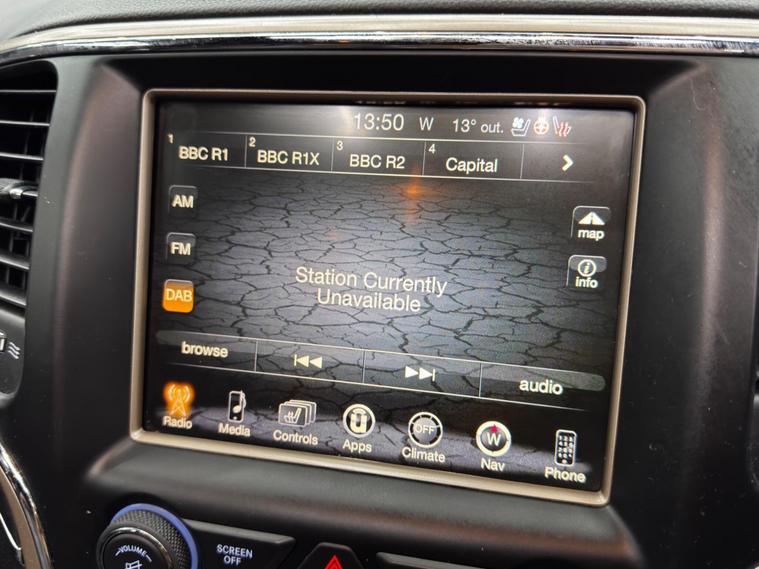 13:50 W 13° out.
1 BBC R1 2 BBC R1X 3 BBC R2 4 Capital
AM
map
FM
info
Station Currently
Unavailable
DAB
browse audio
Radio Media Controls Apps OFF Climate W Nav Phone
VOLUME
SCREEN
OFF